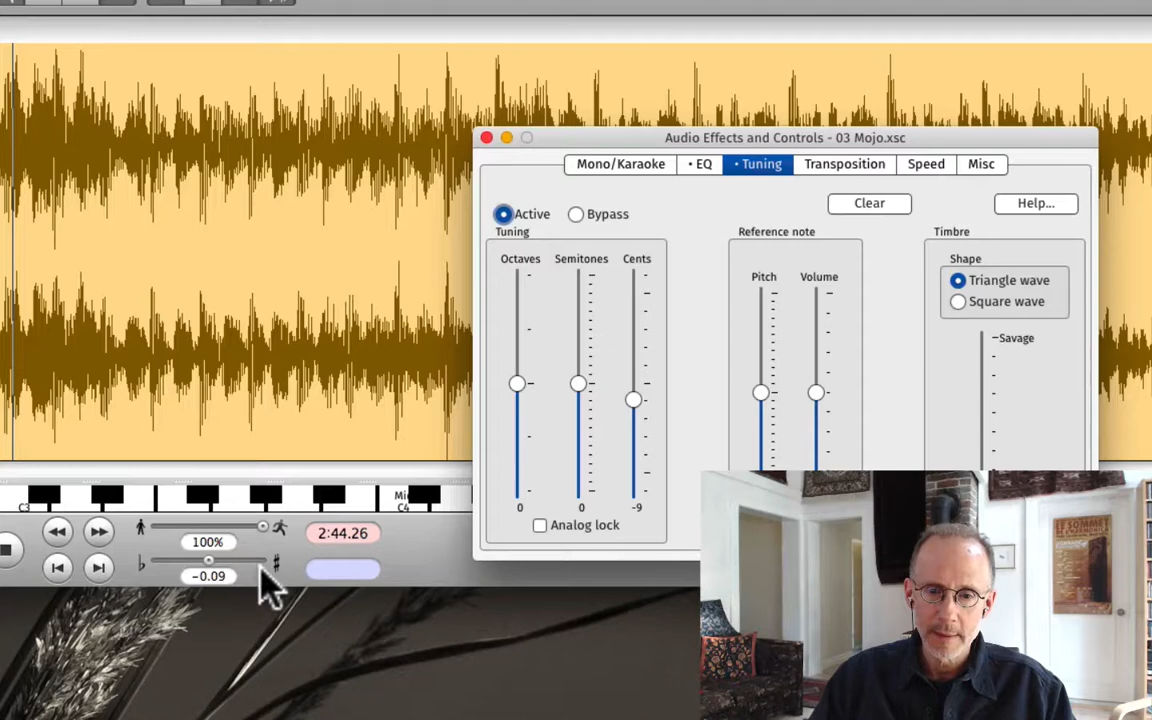 Audio Effects and Controls - 03 Mojo.xsc
Mono/Karaoke • EQ • Tuning Transposition Speed Misc
Active Bypass Clear Help...
Tuning Reference note Timbre
Octaves Semitones Cents Pitch Volume Shape
Triangle wave
Square wave
Savage
0 0 -9
Analog lock
C3
C4
100% 2:44.26
♭ ♯
−0.09
LE SOMMET